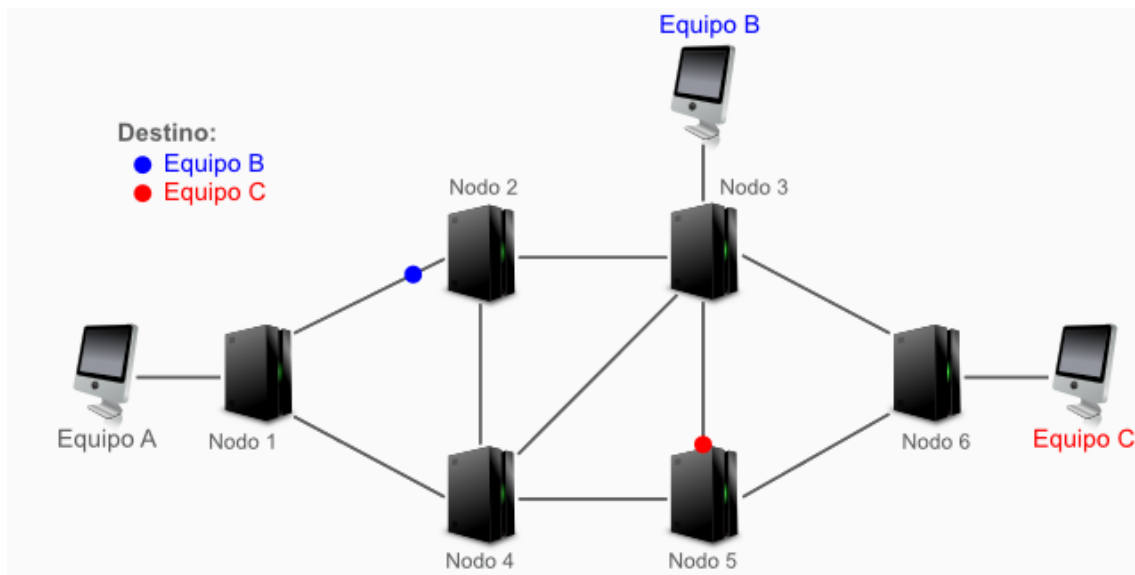 Equipo B
Destino:
Equipo B
Equipo C
Nodo 2
Nodo 3
Equipo A
Nodo 1
Nodo 6
Equipo C
Nodo 4
Nodo 5